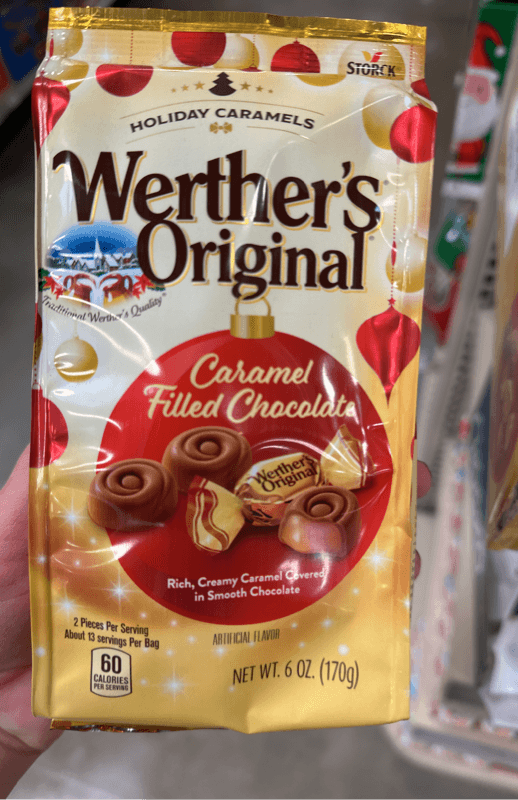 STORCK
HOLIDAY CARAMELS
Werther's
Original
Traditional Werther's Quality
Caramel
Filled Chocolate
Werther's
Original
Rich, Creamy Caramel Covered
in Smooth Chocolate
2 Pieces Per Serving
About 13 servings Per Bag
60
CALORIES
PER SERVING
ARTIFICIAL FLAVOR
NET WT. 6 OZ. (170g)